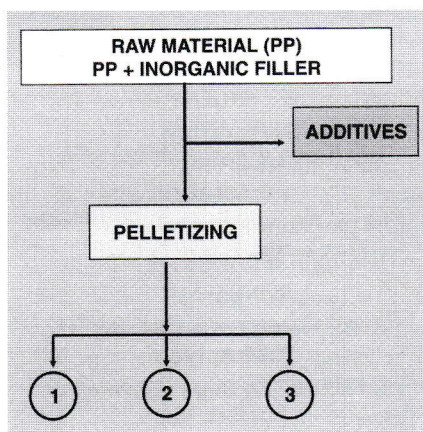 RAW MATERIAL (PP)
PP + INORGANIC FILLER
ADDITIVES
PELLETIZING
1
2
3